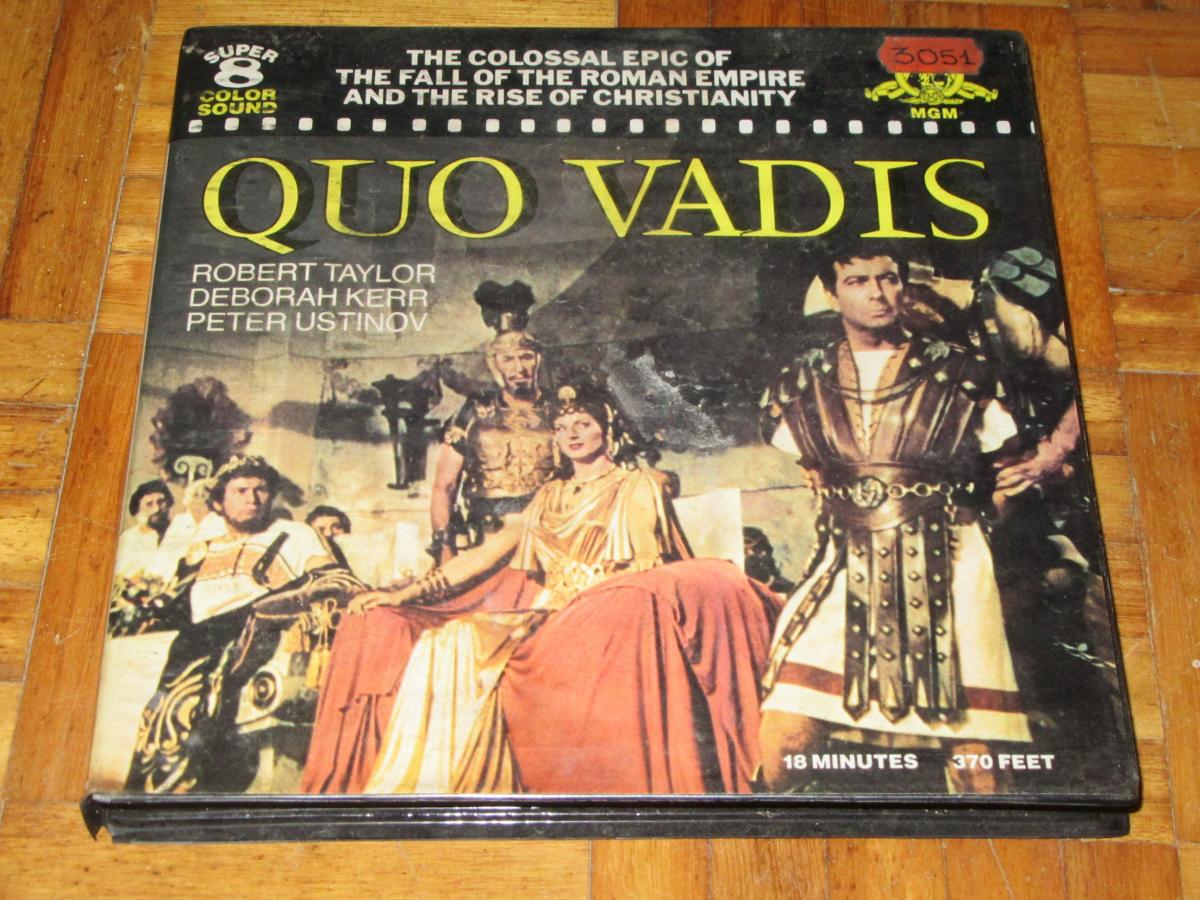 SUPER
8
COLOR
SOUND
THE COLOSSAL EPIC OF
THE FALL OF THE ROMAN EMPIRE
AND THE RISE OF CHRISTIANITY
3051
MGM
QUO VADIS
ROBERT TAYLOR
DEBORAH KERR
PETER USTINOV
18 MINUTES 370 FEET